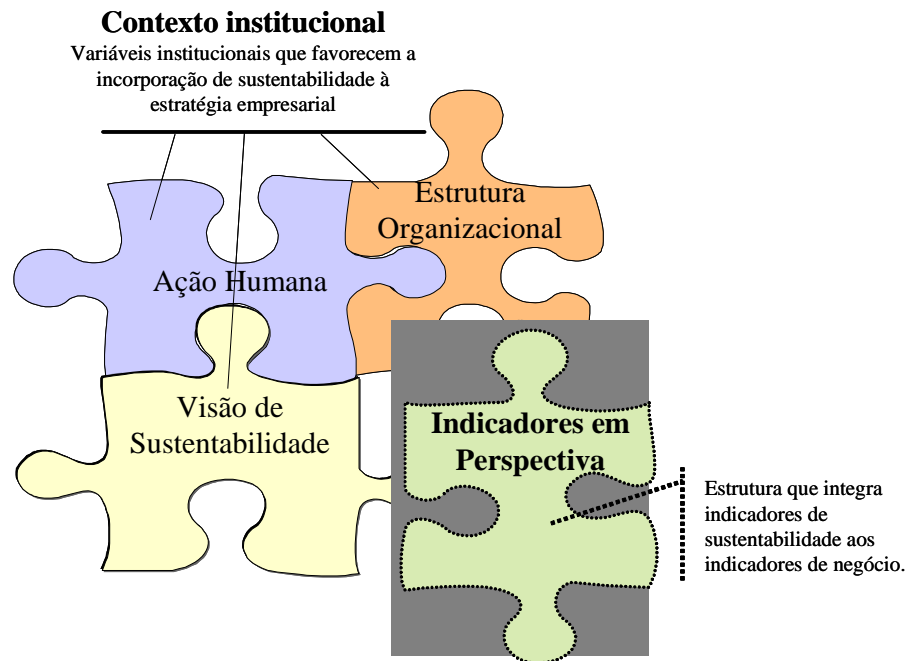 Contexto institucional
Variáveis institucionais que favorecem a
incorporação de sustentabilidade à
estratégia empresarial
Estrutura
Organizacional
Ação Humana
Visão de
Sustentabilidade
Indicadores em
Perspectiva
Estrutura que integra
indicadores de
sustentabilidade aos
indicadores de negócio.